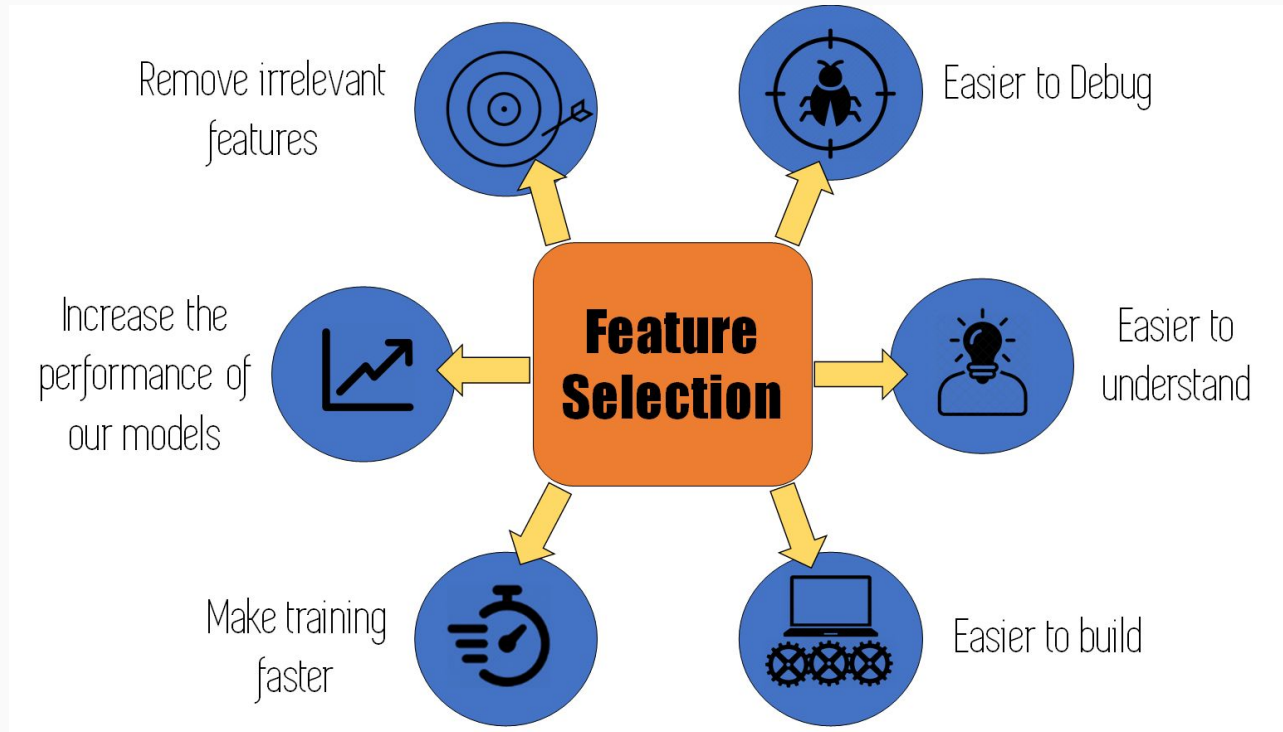 Remove irrelevant
features
Easier to Debug
Increase the
performance of
our models
Feature
Selection
Easier to
understand
Make training
faster
Easier to build